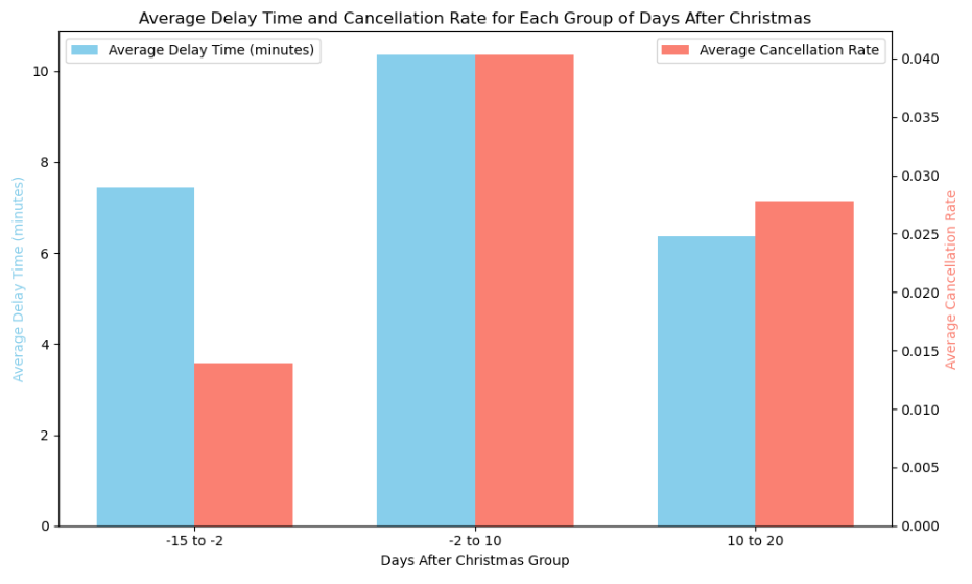 Average Delay Time and Cancellation Rate for Each Group of Days After Christmas
Average Delay Time (minutes)
Average Cancellation Rate
10
8
6
4
2
0
Average Delay Time (minutes)
0.040
0.035
0.030
0.025
0.020
0.015
0.010
0.005
0.000
Average Cancellation Rate
-15 to -2
-2 to 10
10 to 20
Days After Christmas Group